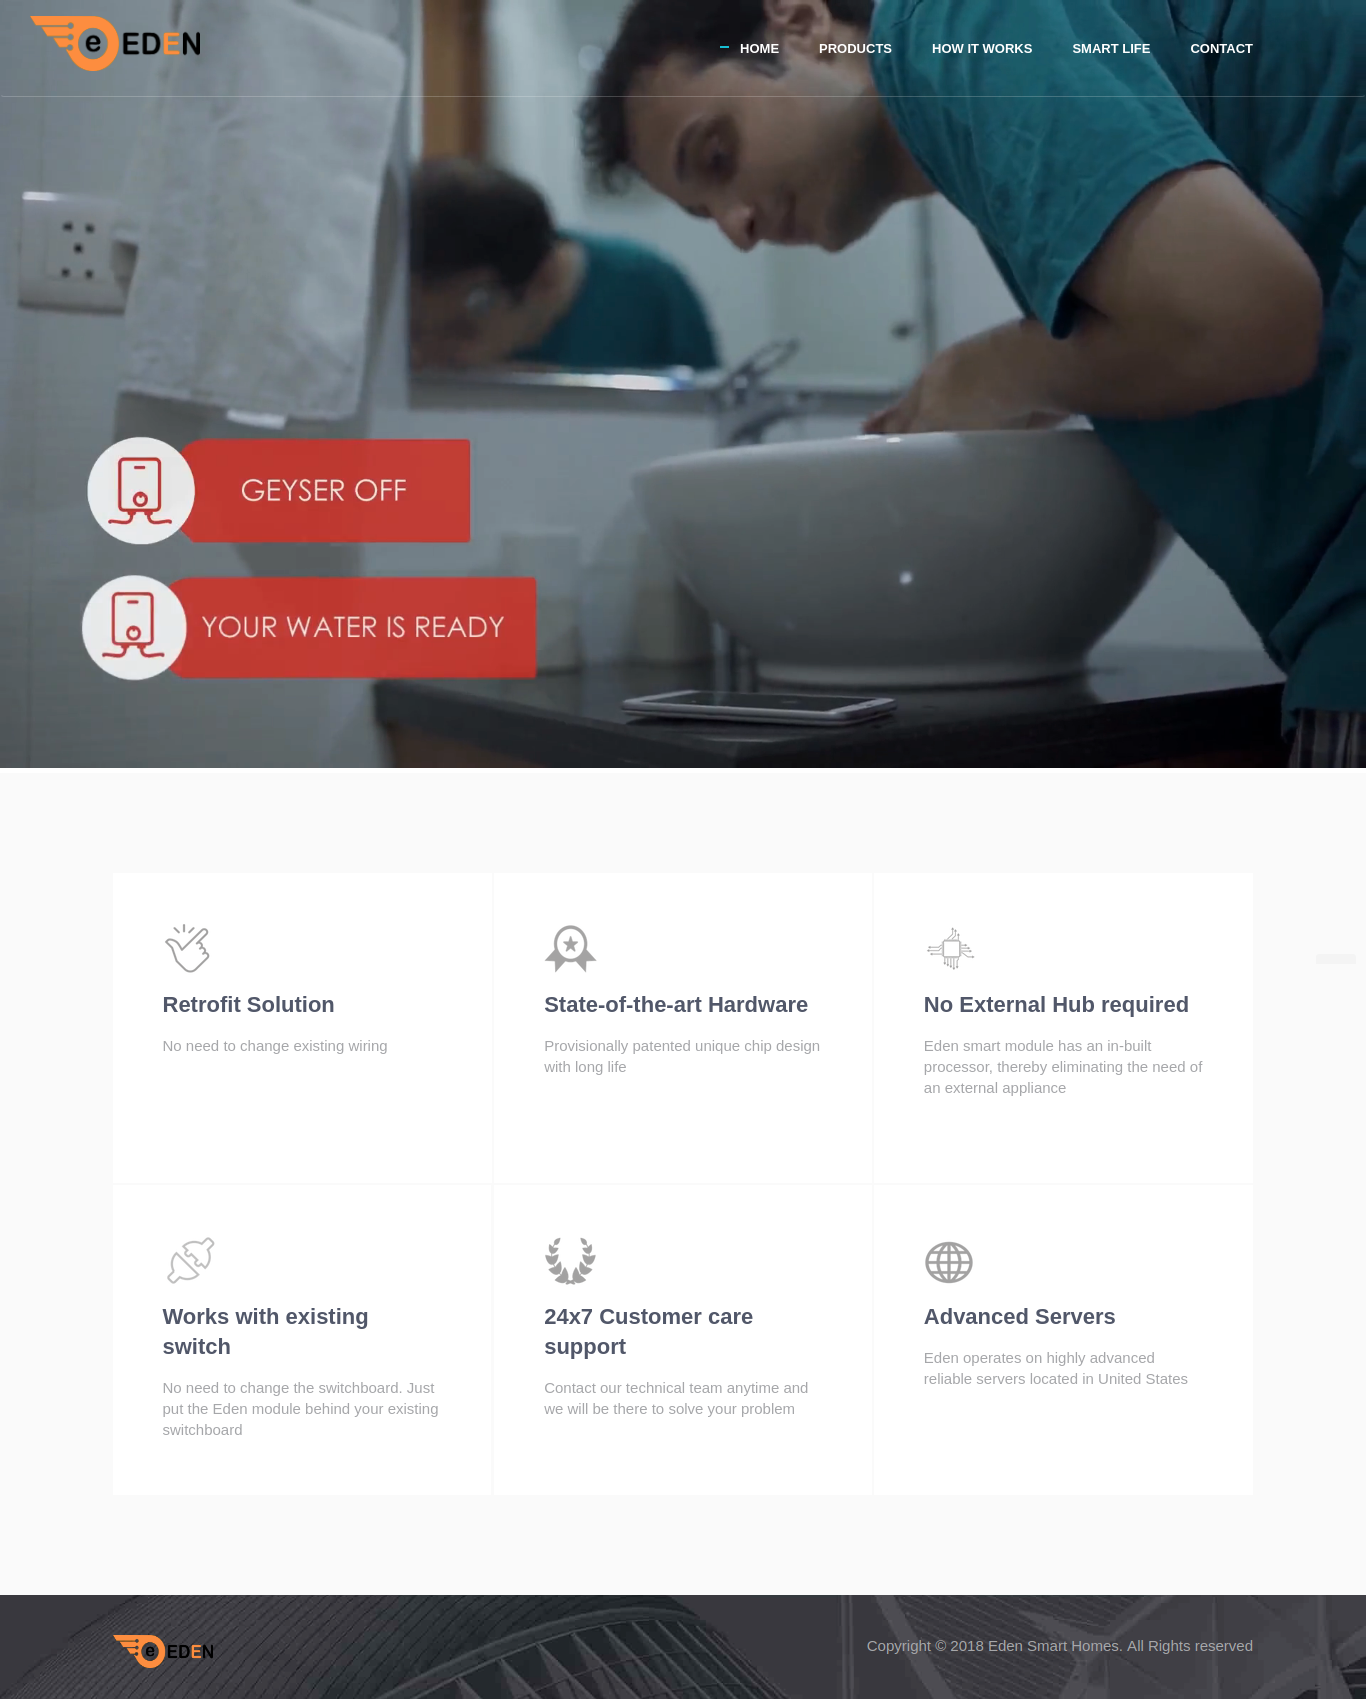 e EDEN
HOME PRODUCTS HOW IT WORKS SMART LIFE CONTACT
GEYSER OFF
YOUR WATER IS READY
Retrofit Solution
No need to change existing wiring
State-of-the-art Hardware
Provisionally patented unique chip design
with long life
No External Hub required
Eden smart module has an in-built
processor, thereby eliminating the need of
an external appliance
Works with existing
switch
No need to change the switchboard. Just
put the Eden module behind your existing
switchboard
24x7 Customer care
support
Contact our technical team anytime and
we will be there to solve your problem
Advanced Servers
Eden operates on highly advanced
reliable servers located in United States
e EDEN
Copyright © 2018 Eden Smart Homes. All Rights reserved